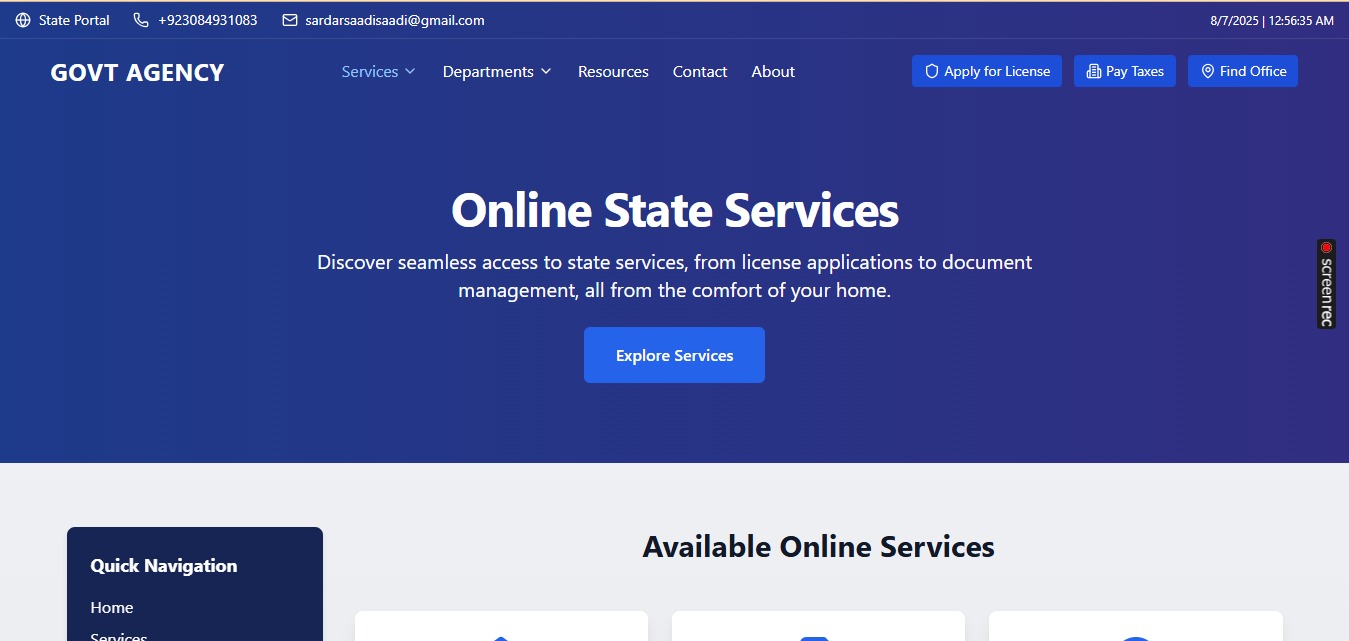 State Portal +923084931083 sardarsaadisaadi@gmail.com 8/7/2025 | 12:56:35 AM
GOVT AGENCY Services Departments Resources Contact About Apply for License Pay Taxes Find Office
Online State Services
Discover seamless access to state services, from license applications to document
management, all from the comfort of your home.
Explore Services
screenrec
Available Online Services
Quick Navigation
Home
Services